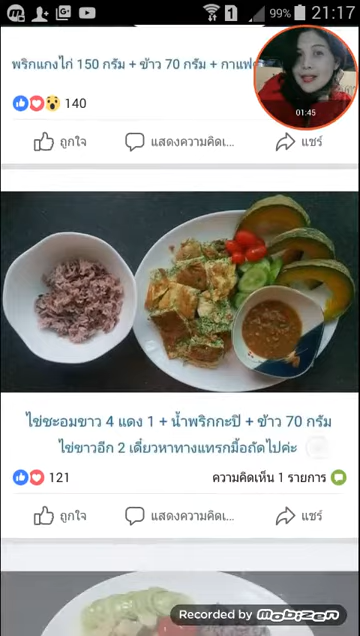 99% 21:17
พริกแกงไก่ 150 กรัม + ข้าว 70 กรัม + กาแฟ
01:45
140
ถูกใจ แสดงความคิดเ... แชร์
ไข่ชะอมขาว 4 แดง 1 + น้ำพริกกะปิ + ข้าว 70 กรัม
ไข่ขาวอีก 2 เดี๋ยวหาทางแทรกมื้อถัดไปค่ะ
121 ความคิดเห็น 1 รายการ
ถูกใจ แสดงความคิดเ... แชร์
Recorded by mobizen